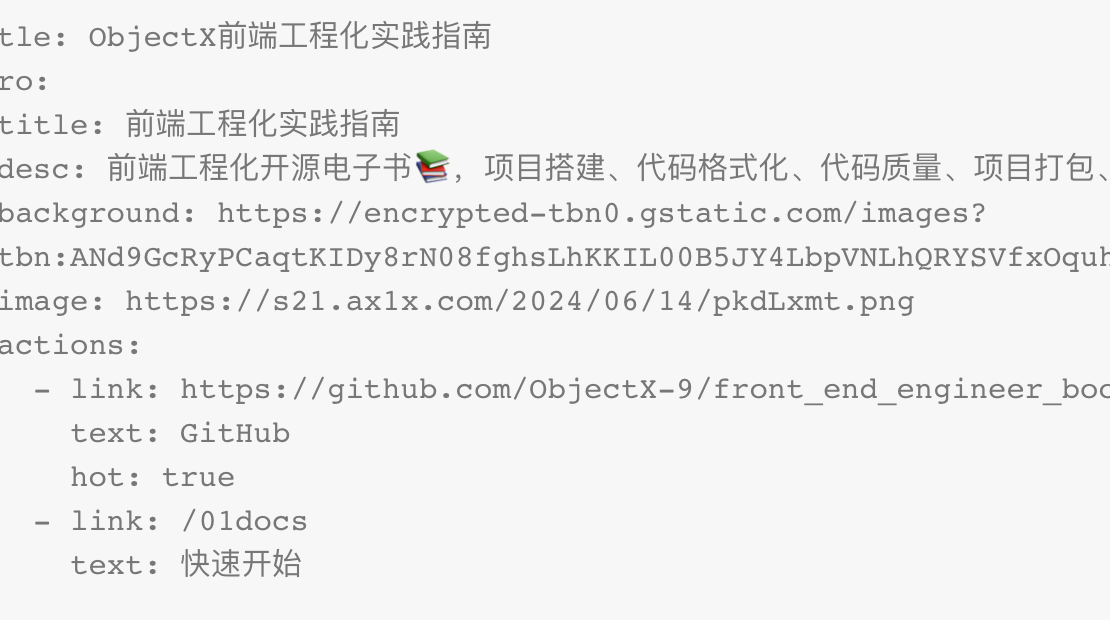 tle: ObjectX前端工程化实践指南
ro:
title: 前端工程化实践指南
desc: 前端工程化开源电子书📚，项目搭建、代码格式化、代码质量、项目打包、
background: https://encrypted-tbn0.gstatic.com/images?
tbn:ANd9GcRyPCaqtKIDy8rN08fghsLhKKIL00B5JY4LbpVNLhQRYSVfxOquh
image: https://s21.ax1x.com/2024/06/14/pkdLxmt.png
actions:
- link: https://github.com/ObjectX-9/front_end_engineer_boo
text: GitHub
hot: true
- link: /01docs
text: 快速开始